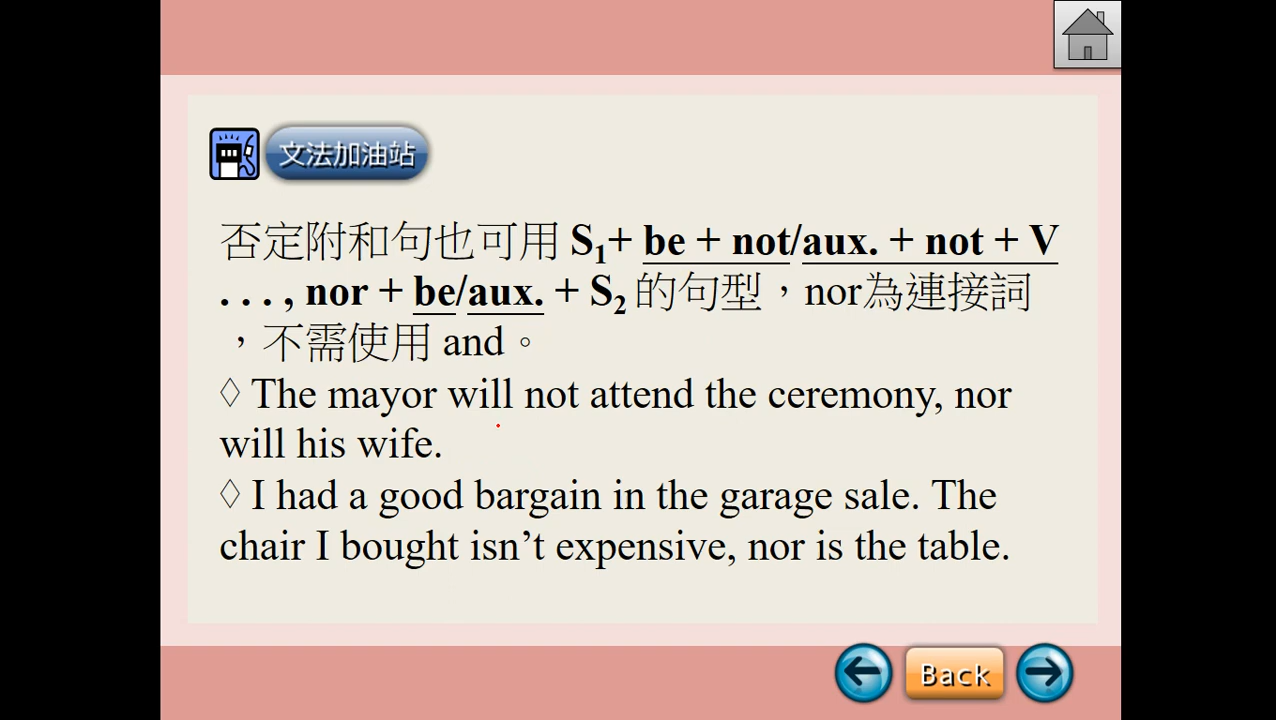 文法加油站
否定附和句也可用 S₁+ be + not/aux. + not + V
. . . , nor + be/aux. + S₂ 的句型，nor為連接詞
，不需使用 and。
◊ The mayor will not attend the ceremony, nor
will his wife.
◊ I had a good bargain in the garage sale. The
chair I bought isn’t expensive, nor is the table.
Back